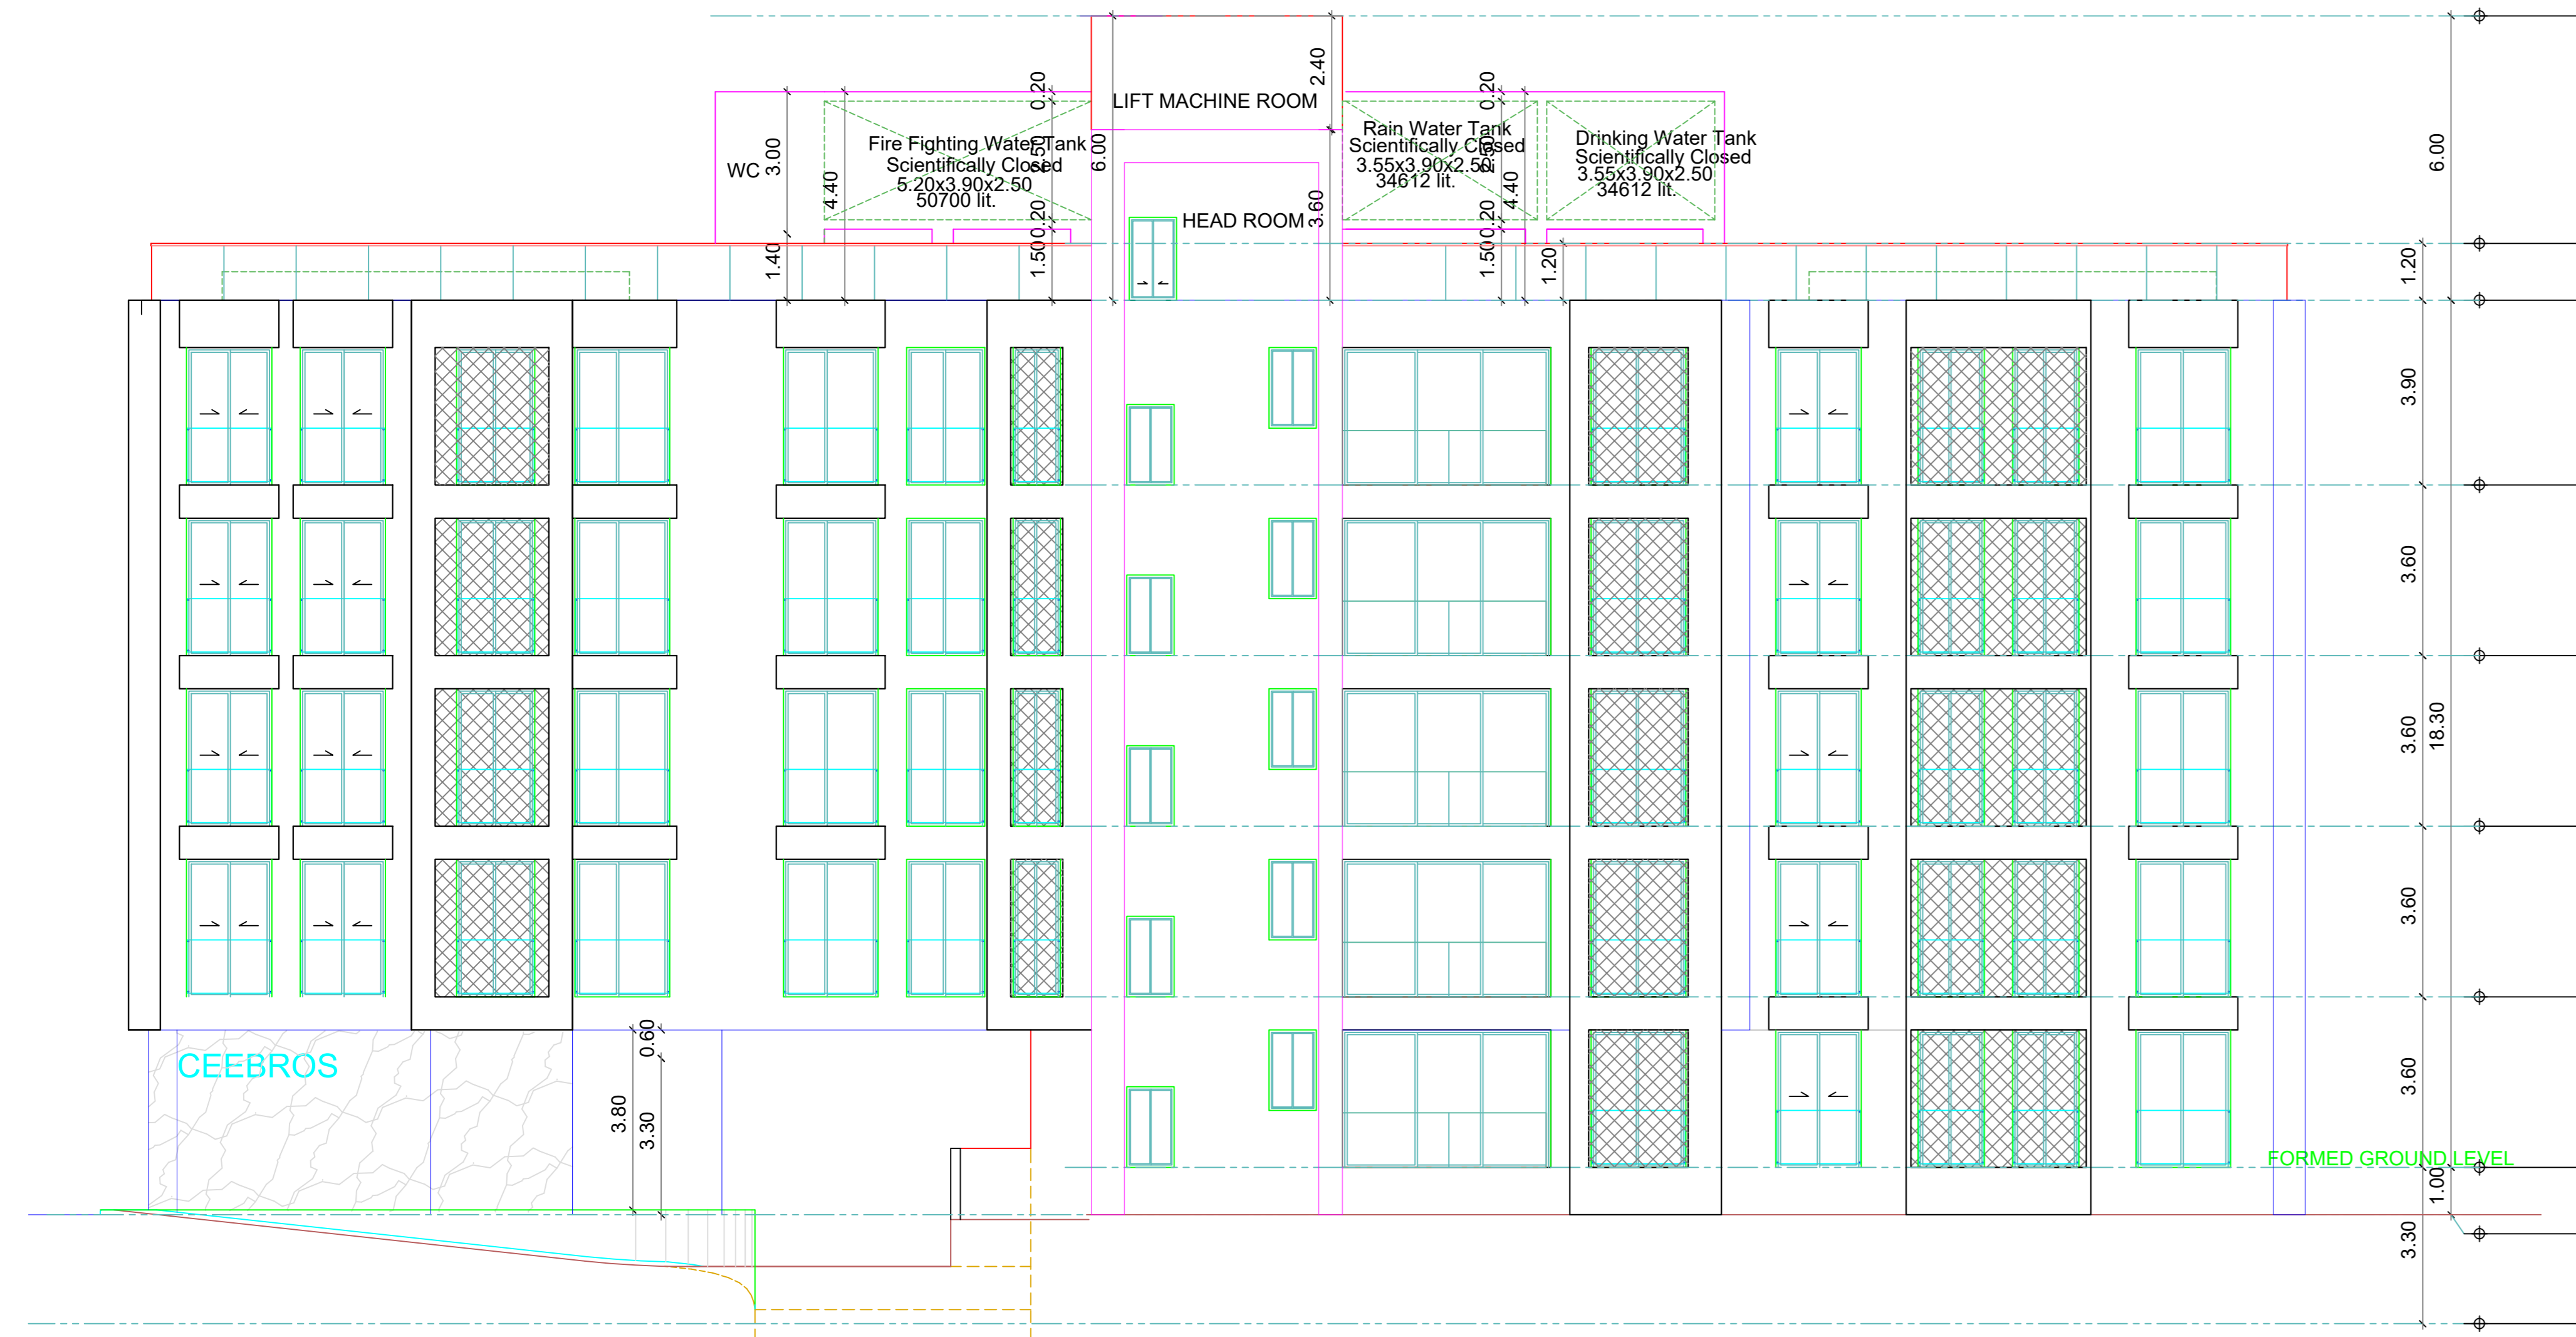 2.40
0.20
0.20
LIFT MACHINE ROOM
Fire Fighting Water Tank
Scientifically Closed
5.20x3.90x2.50
50700 lit.
Rain Water Tank
Scientifically Closed
3.55x3.90x2.50
34612 lit.
Drinking Water Tank
Scientifically Closed
3.55x3.90x2.50
34612 lit.
WC
3.00
4.40
2.50
6.00
2.50
4.40
6.00
HEAD ROOM
3.60
0.20
0.20
1.40
1.50
1.50
1.20
1.20
3.90
3.60
3.60
18.30
3.60
3.60
CEEBROS
0.60
3.80
3.30
FORMED GROUND LEVEL
1.00
3.30